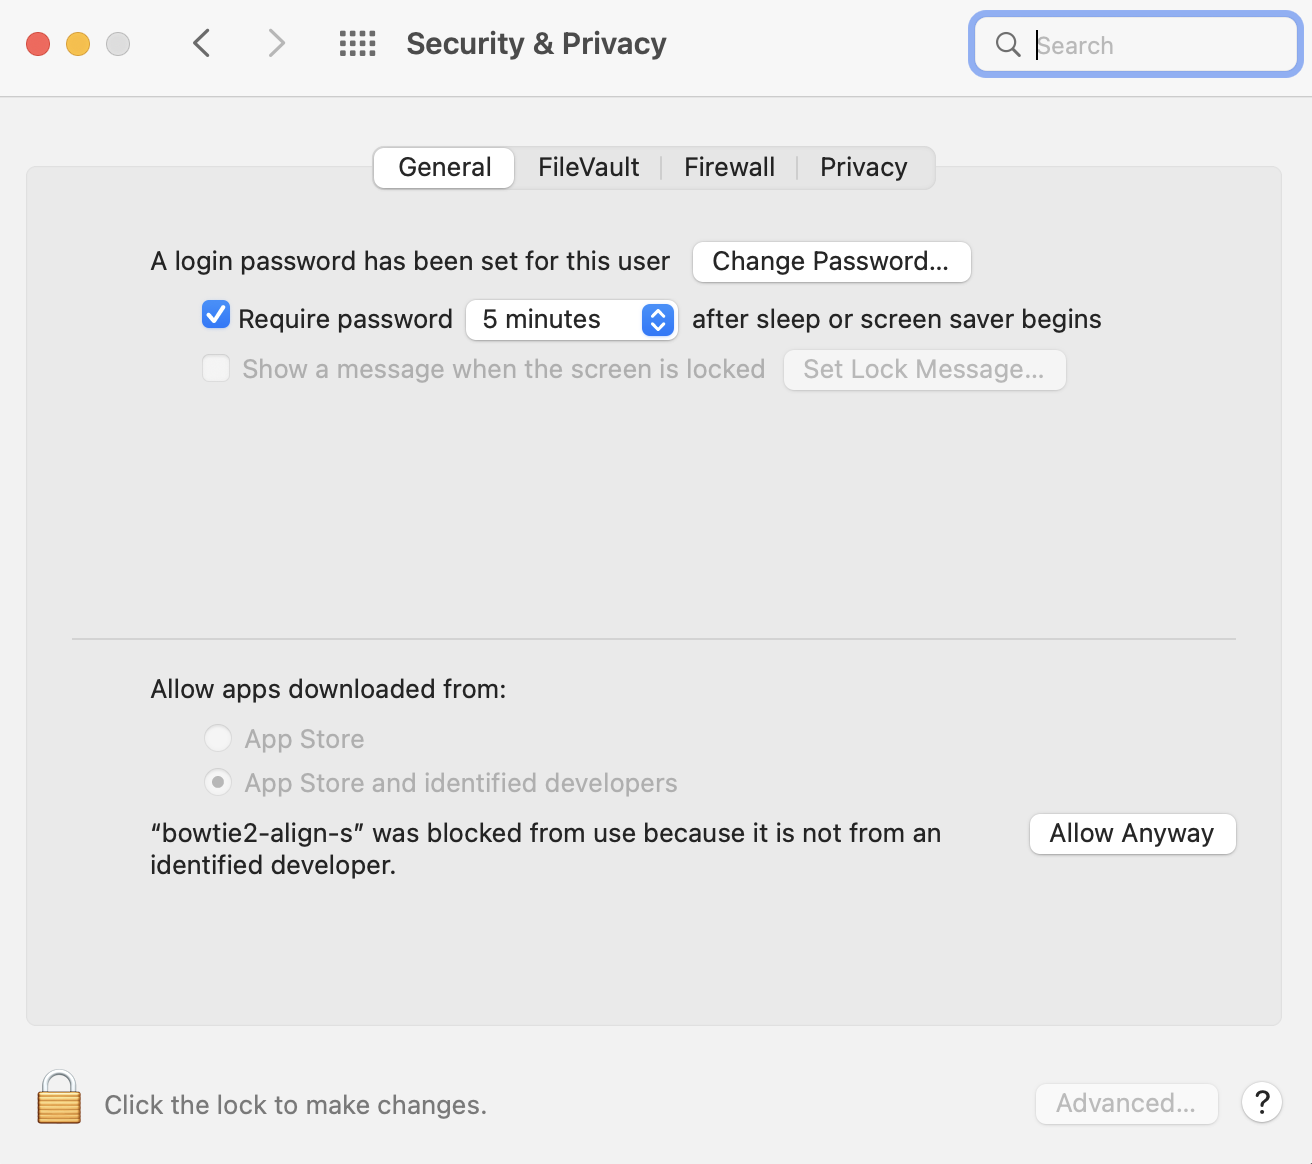 Security & Privacy
Search
General FileVault Firewall Privacy
A login password has been set for this user Change Password...
Require password 5 minutes after sleep or screen saver begins
Show a message when the screen is locked Set Lock Message...
Allow apps downloaded from:
App Store
App Store and identified developers
“bowtie2-align-s” was blocked from use because it is not from an Allow Anyway
identified developer.
Click the lock to make changes. Advanced... ?